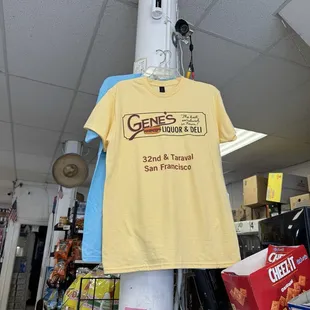 GENE'S
LIQUOR & DELI
32nd & Taraval
San Francisco
CHEEZ-IT